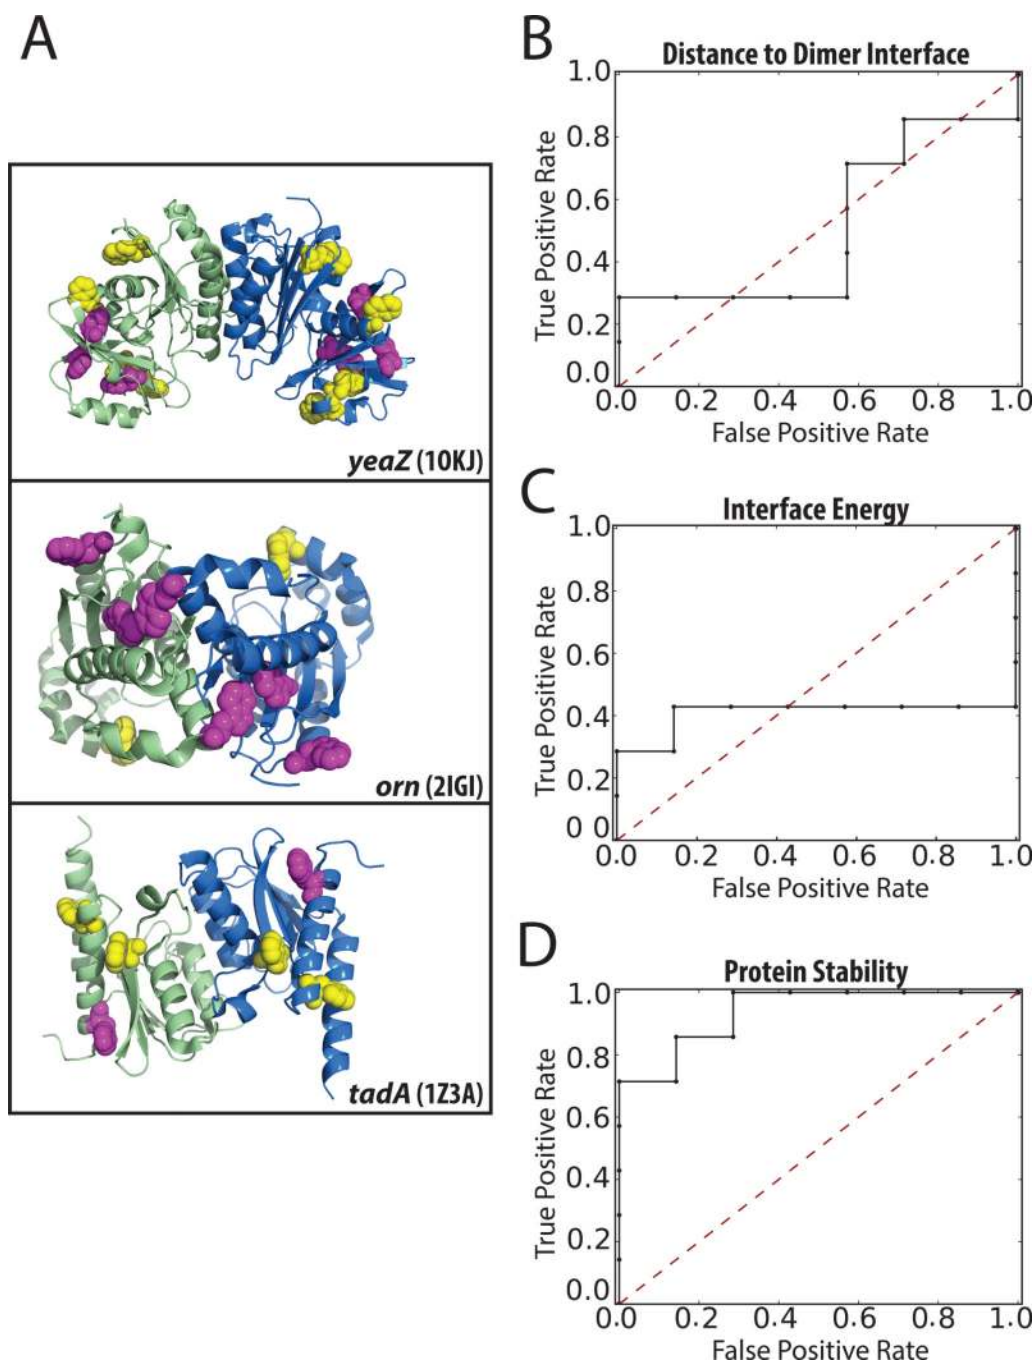 A
yeaZ (10KJ)
orn (2IGI)
tadA (1Z3A)
B
Distance to Dimer Interface
True Positive Rate
1.0
0.8
0.6
0.4
0.2
0.0
0.0 0.2 0.4 0.6 0.8 1.0
False Positive Rate
C
Interface Energy
True Positive Rate
1.0
0.8
0.6
0.4
0.2
0 0
0.0 0.2 0.4 0.6 0.8 1.0
False Positive Rate
D
Protein Stability
True Positive Rate
1.0
0.8
0.6
0.4
0.2
0.0
0.0 0.2 0.4 0.6 0.8 1.0
False Positive Rate